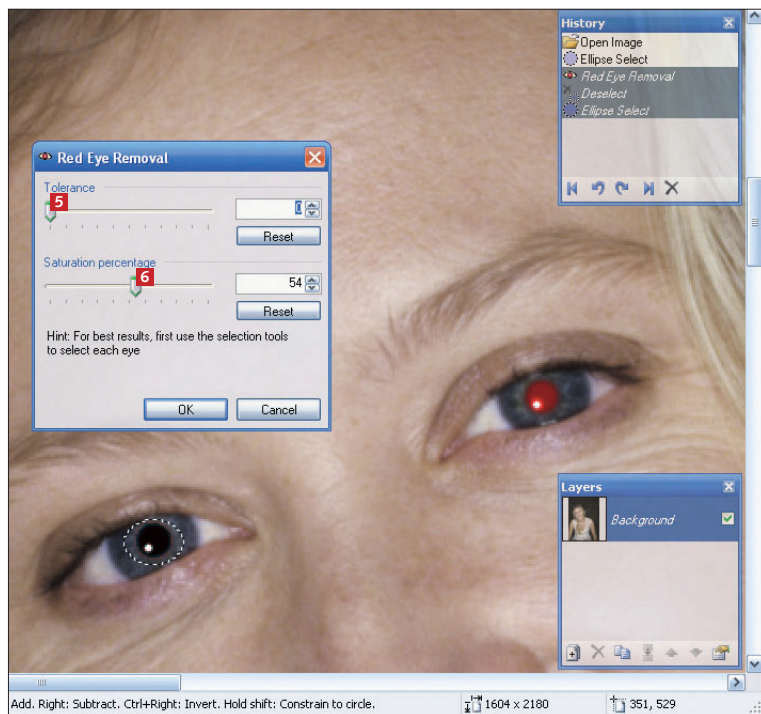 History
Open Image
Ellipse Select
Red Eye Removal
Deselect
Ellipse Select
Red Eye Removal
Tolerance
5
0
Reset
Saturation percentage
6
54
Reset
Hint: For best results, first use the selection tools
to select each eye
OK
Cancel
Layers
Background
Add. Right: Subtract. Ctrl+Right: Invert. Hold shift: Constrain to circle.
1604 x 2180
351, 529